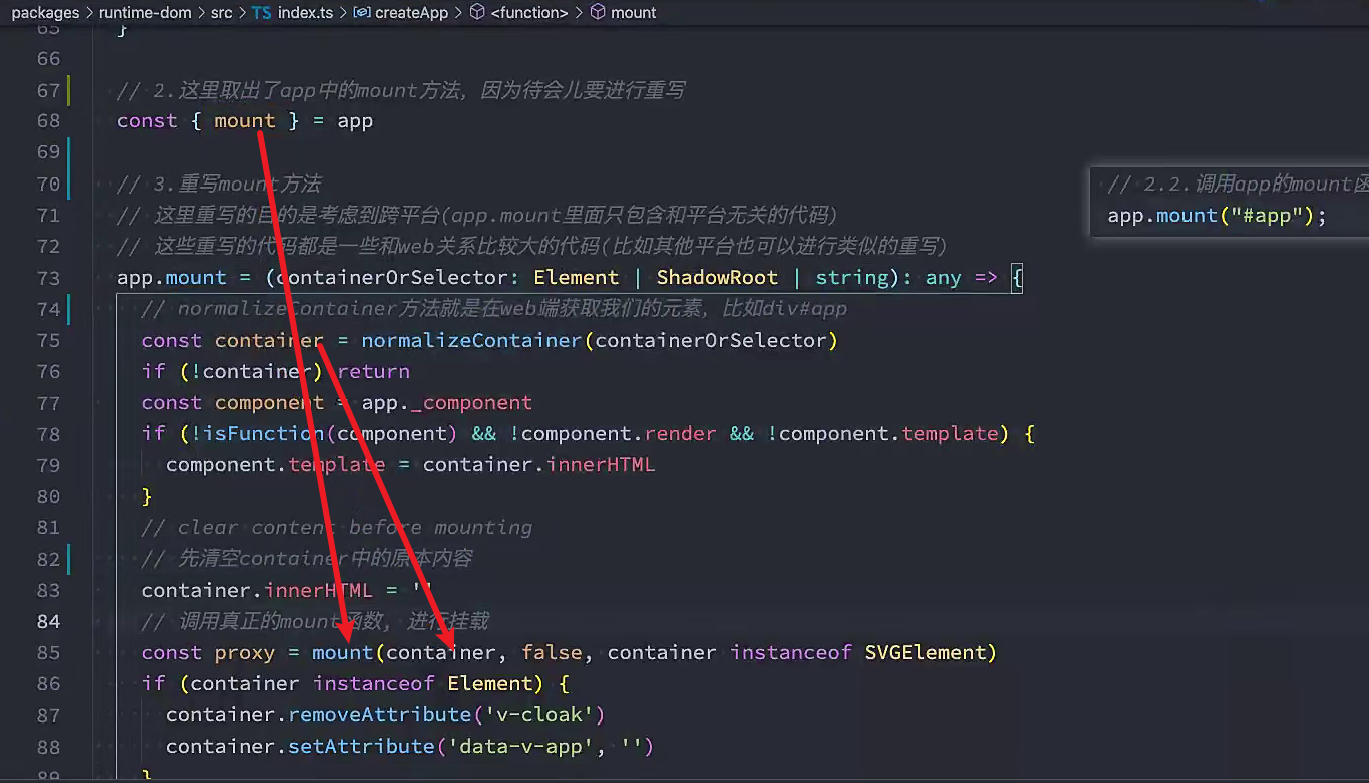 packages > runtime-dom > src > TS index.ts > createApp > <function> > mount
65 }
66
67 // 2.这里取出了app中的mount方法, 因为待会儿要进行重写
68 const { mount } = app
69
70 // 3.重写mount方法
// 2.2.调用app的mount函
71 // 这里重写的目的是考虑到跨平台(app.mount里面只包含和平台无关的代码)
app.mount("#app");
72 // 这些重写的代码都是一些和web关系比较大的代码(比如其他平台也可以进行类似的重写)
73 app.mount = (containerOrSelector: Element | ShadowRoot | string): any => {
74 // normalizeContainer方法就是在web端获取我们的元素, 比如div#app
75 const container = normalizeContainer(containerOrSelector)
76 if (!container) return
77 const component = app._component
78 if (!isFunction(component) && !component.render && !component.template) {
79 component.template = container.innerHTML
80 }
81 // clear content before mounting
82 // 先清空container中的原本内容
83 container.innerHTML = ''
84 // 调用真正的mount函数, 进行挂载
85 const proxy = mount(container, false, container instanceof SVGElement)
86 if (container instanceof Element) {
87 container.removeAttribute('v-cloak')
88 container.setAttribute('data-v-app', '')
89 }